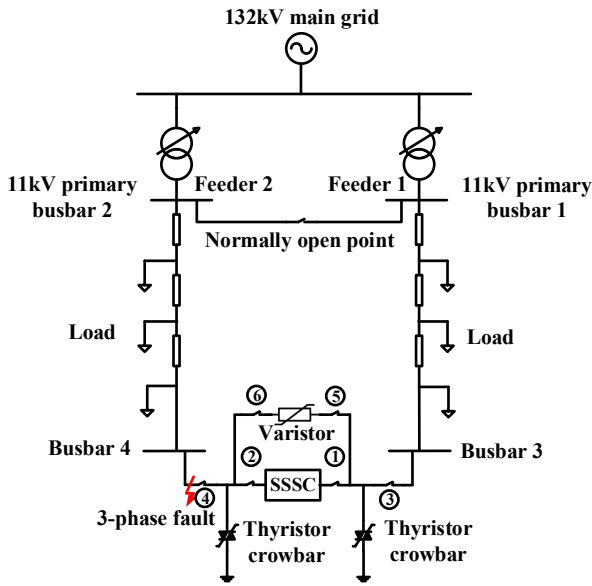 132kV main grid
Feeder 2
Feeder 1
11kV primary
busbar 2
11kV primary
busbar 1
Normally open point
Load
Load
⑥
⑤
Varistor
Busbar 4
Busbar 3
②
①
SSSC
④
③
3-phase fault
Thyristor
crowbar
Thyristor
crowbar